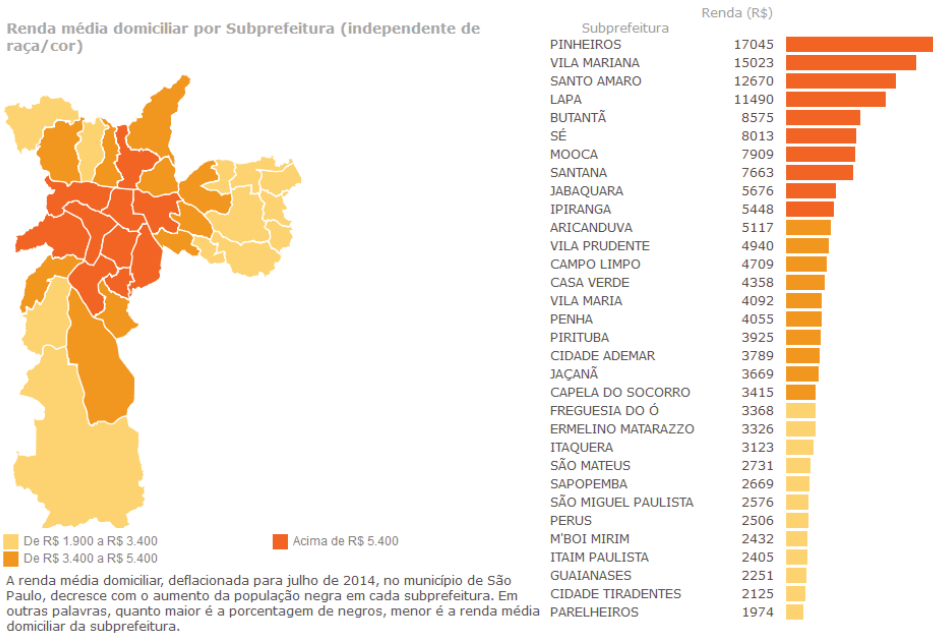 Renda média domiciliar por Subprefeitura (independente de
raça/cor)
De R$ 1.900 a R$ 3.400
De R$ 3.400 a R$ 5.400
Acima de R$ 5.400
A renda média domiciliar, deflacionada para julho de 2014, no município de São
Paulo, decresce com o aumento da população negra em cada subprefeitura. Em
outras palavras, quanto maior é a porcentagem de negros, menor é a renda média
domiciliar da subprefeitura.
Renda (R$)
Subprefeitura
PINHEIROS 17045
VILA MARIANA 15023
SANTO AMARO 12670
LAPA 11490
BUTANTÃ 8575
SÉ 8013
MOOCA 7909
SANTANA 7663
JABAQUARA 5676
IPIRANGA 5448
ARICANDUVA 5117
VILA PRUDENTE 4940
CAMPO LIMPO 4709
CASA VERDE 4358
VILA MARIA 4092
PENHA 4055
PIRITUBA 3925
CIDADE ADEMAR 3789
JAÇANÃ 3669
CAPELA DO SOCORRO 3415
FREGUESIA DO Ó 3368
ERMELINO MATARAZZO 3326
ITAQUERA 3123
SÃO MATEUS 2731
SAPOPEMBA 2669
SÃO MIGUEL PAULISTA 2576
PERUS 2506
M'BOI MIRIM 2432
ITAIM PAULISTA 2405
GUAIANASES 2251
CIDADE TIRADENTES 2125
PARELHEIROS 1974